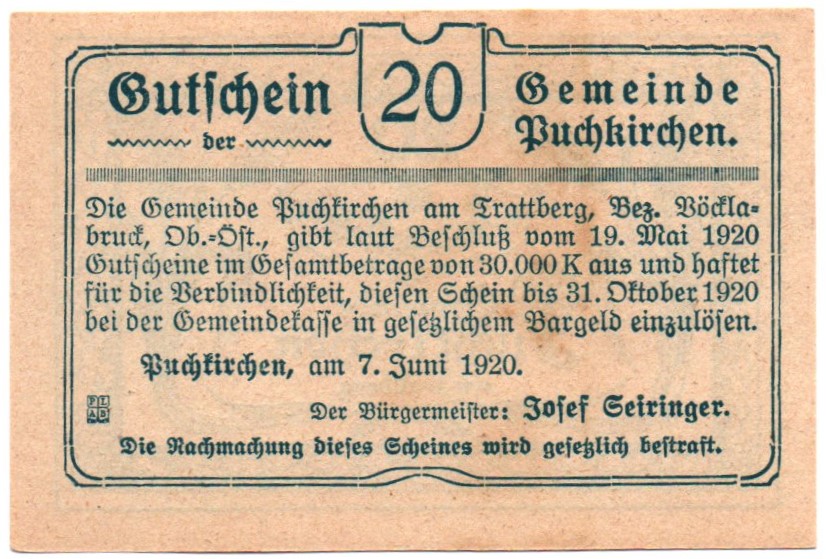 Gutschein
der
20
Gemeinde
Puchkirchen.
Die Gemeinde Puchkirchen am Trattberg, Bez. Vöckla-
bruck, Ob.-Öst., gibt laut Beschluß vom 19. Mai 1920
Gutscheine im Gesamtbetrage von 30.000 K aus und haftet
für die Verbindlichkeit, diesen Schein bis 31. Oktober 1920
bei der Gemeindekasse in gesetzlichem Bargeld einzulösen.
Puchkirchen, am 7. Juni 1920.
Der Bürgermeister: Josef Seiringer.
Die Nachmachung dieses Scheines wird gesetzlich bestraft.